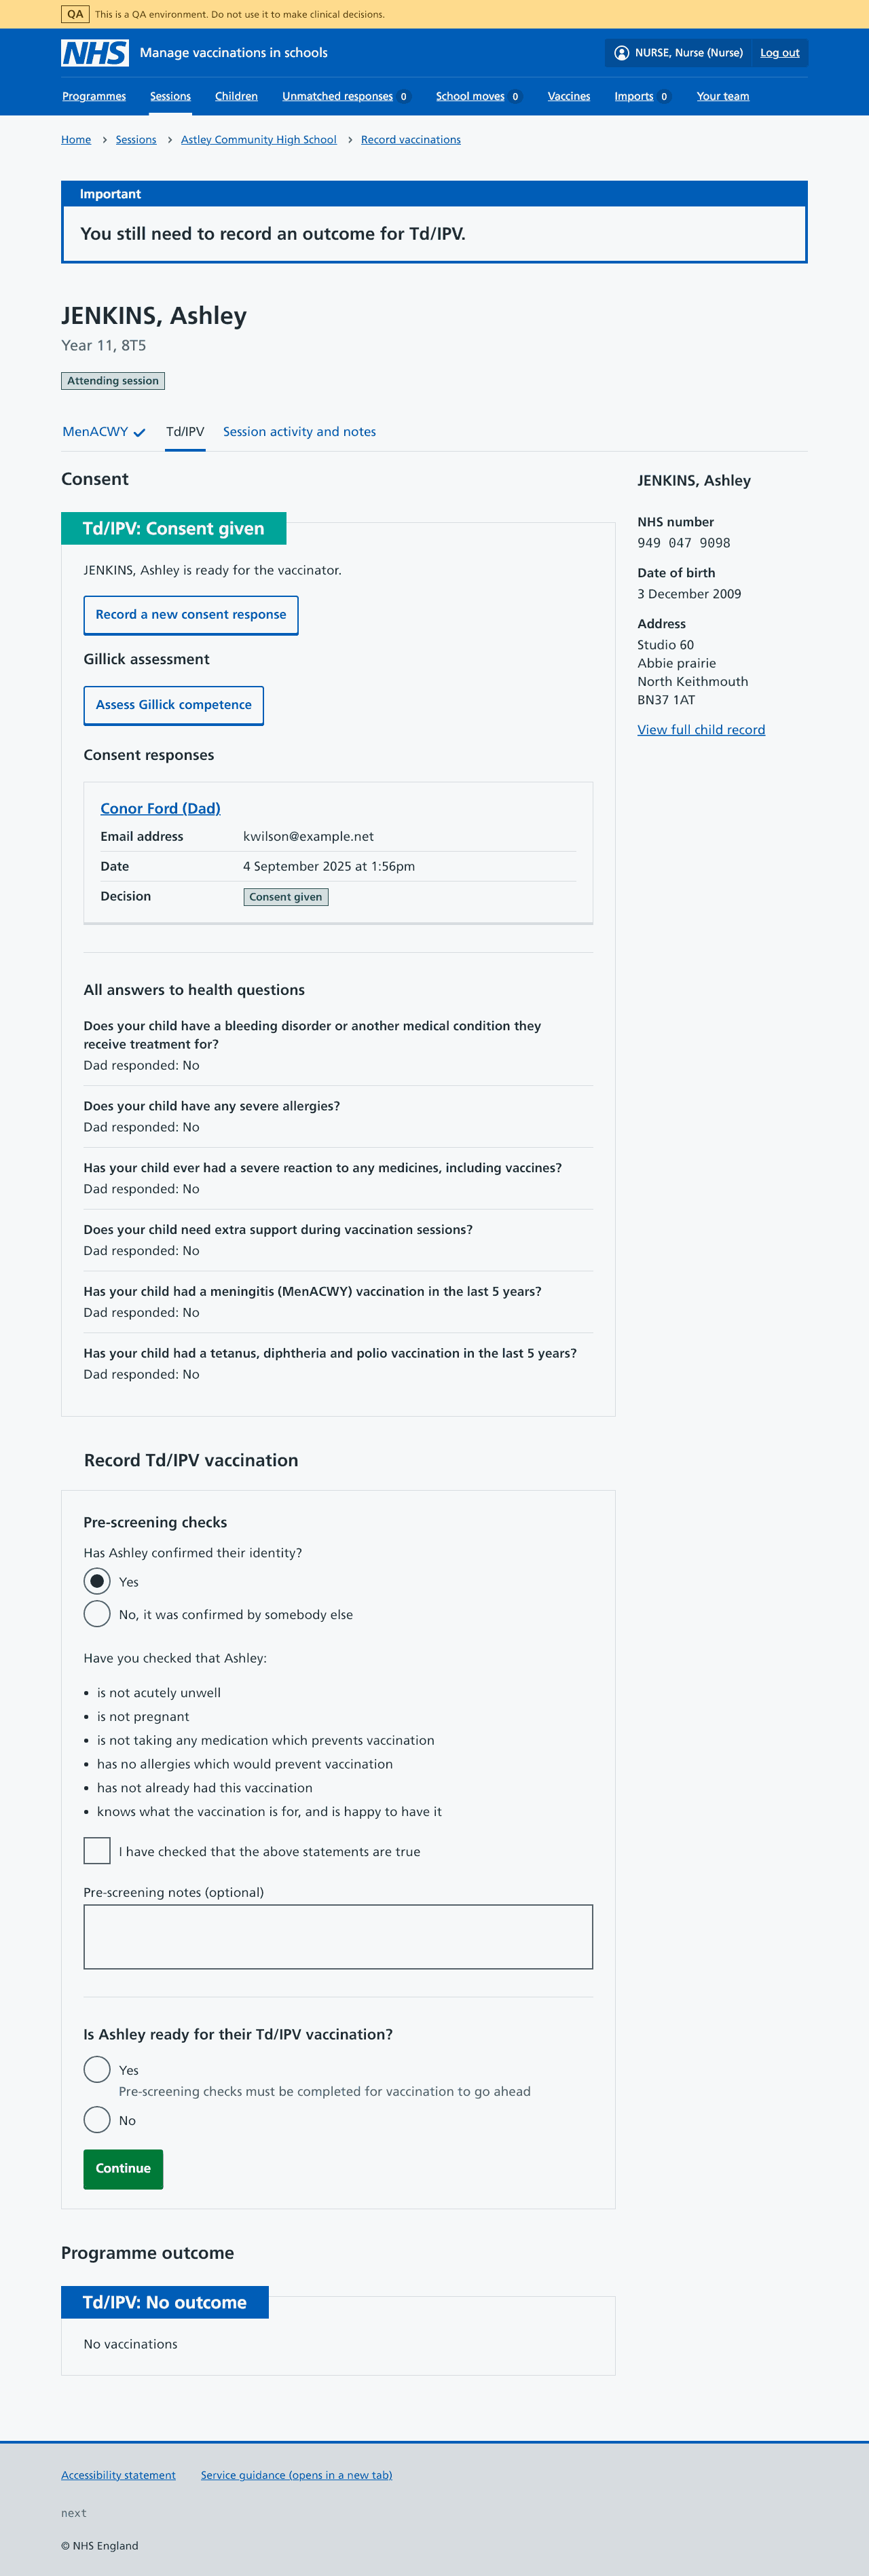 QA This is a QA environment. Do not use it to make clinical decisions.
NHS Manage vaccinations in schools NURSE, Nurse (Nurse) Log out
Programmes Sessions Children Unmatched responses 0 School moves 0 Vaccines Imports 0 Your team
Home Sessions Astley Community High School Record vaccinations
Important
You still need to record an outcome for Td/IPV.
JENKINS, Ashley
Year 11, 8T5
Attending session
MenACWY Td/IPV Session activity and notes
Consent
Td/IPV: Consent given
JENKINS, Ashley is ready for the vaccinator.
Record a new consent response
Gillick assessment
Assess Gillick competence
Consent responses
Conor Ford (Dad)
Email address kwilson@example.net
Date 4 September 2025 at 1:56pm
Decision Consent given
All answers to health questions
Does your child have a bleeding disorder or another medical condition they
receive treatment for?
Dad responded: No
Does your child have any severe allergies?
Dad responded: No
Has your child ever had a severe reaction to any medicines, including vaccines?
Dad responded: No
Does your child need extra support during vaccination sessions?
Dad responded: No
Has your child had a meningitis (MenACWY) vaccination in the last 5 years?
Dad responded: No
Has your child had a tetanus, diphtheria and polio vaccination in the last 5 years?
Dad responded: No
JENKINS, Ashley
NHS number
949 047 9098
Date of birth
3 December 2009
Address
Studio 60
Abbie prairie
North Keithmouth
BN37 1AT
View full child record
Record Td/IPV vaccination
Pre-screening checks
Has Ashley confirmed their identity?
Yes
No, it was confirmed by somebody else
Have you checked that Ashley:
• is not acutely unwell
• is not pregnant
• is not taking any medication which prevents vaccination
• has no allergies which would prevent vaccination
• has not already had this vaccination
• knows what the vaccination is for, and is happy to have it
I have checked that the above statements are true
Pre-screening notes (optional)
Is Ashley ready for their Td/IPV vaccination?
Yes
Pre-screening checks must be completed for vaccination to go ahead
No
Continue
Programme outcome
Td/IPV: No outcome
No vaccinations
Accessibility statement Service guidance (opens in a new tab)
next
© NHS England